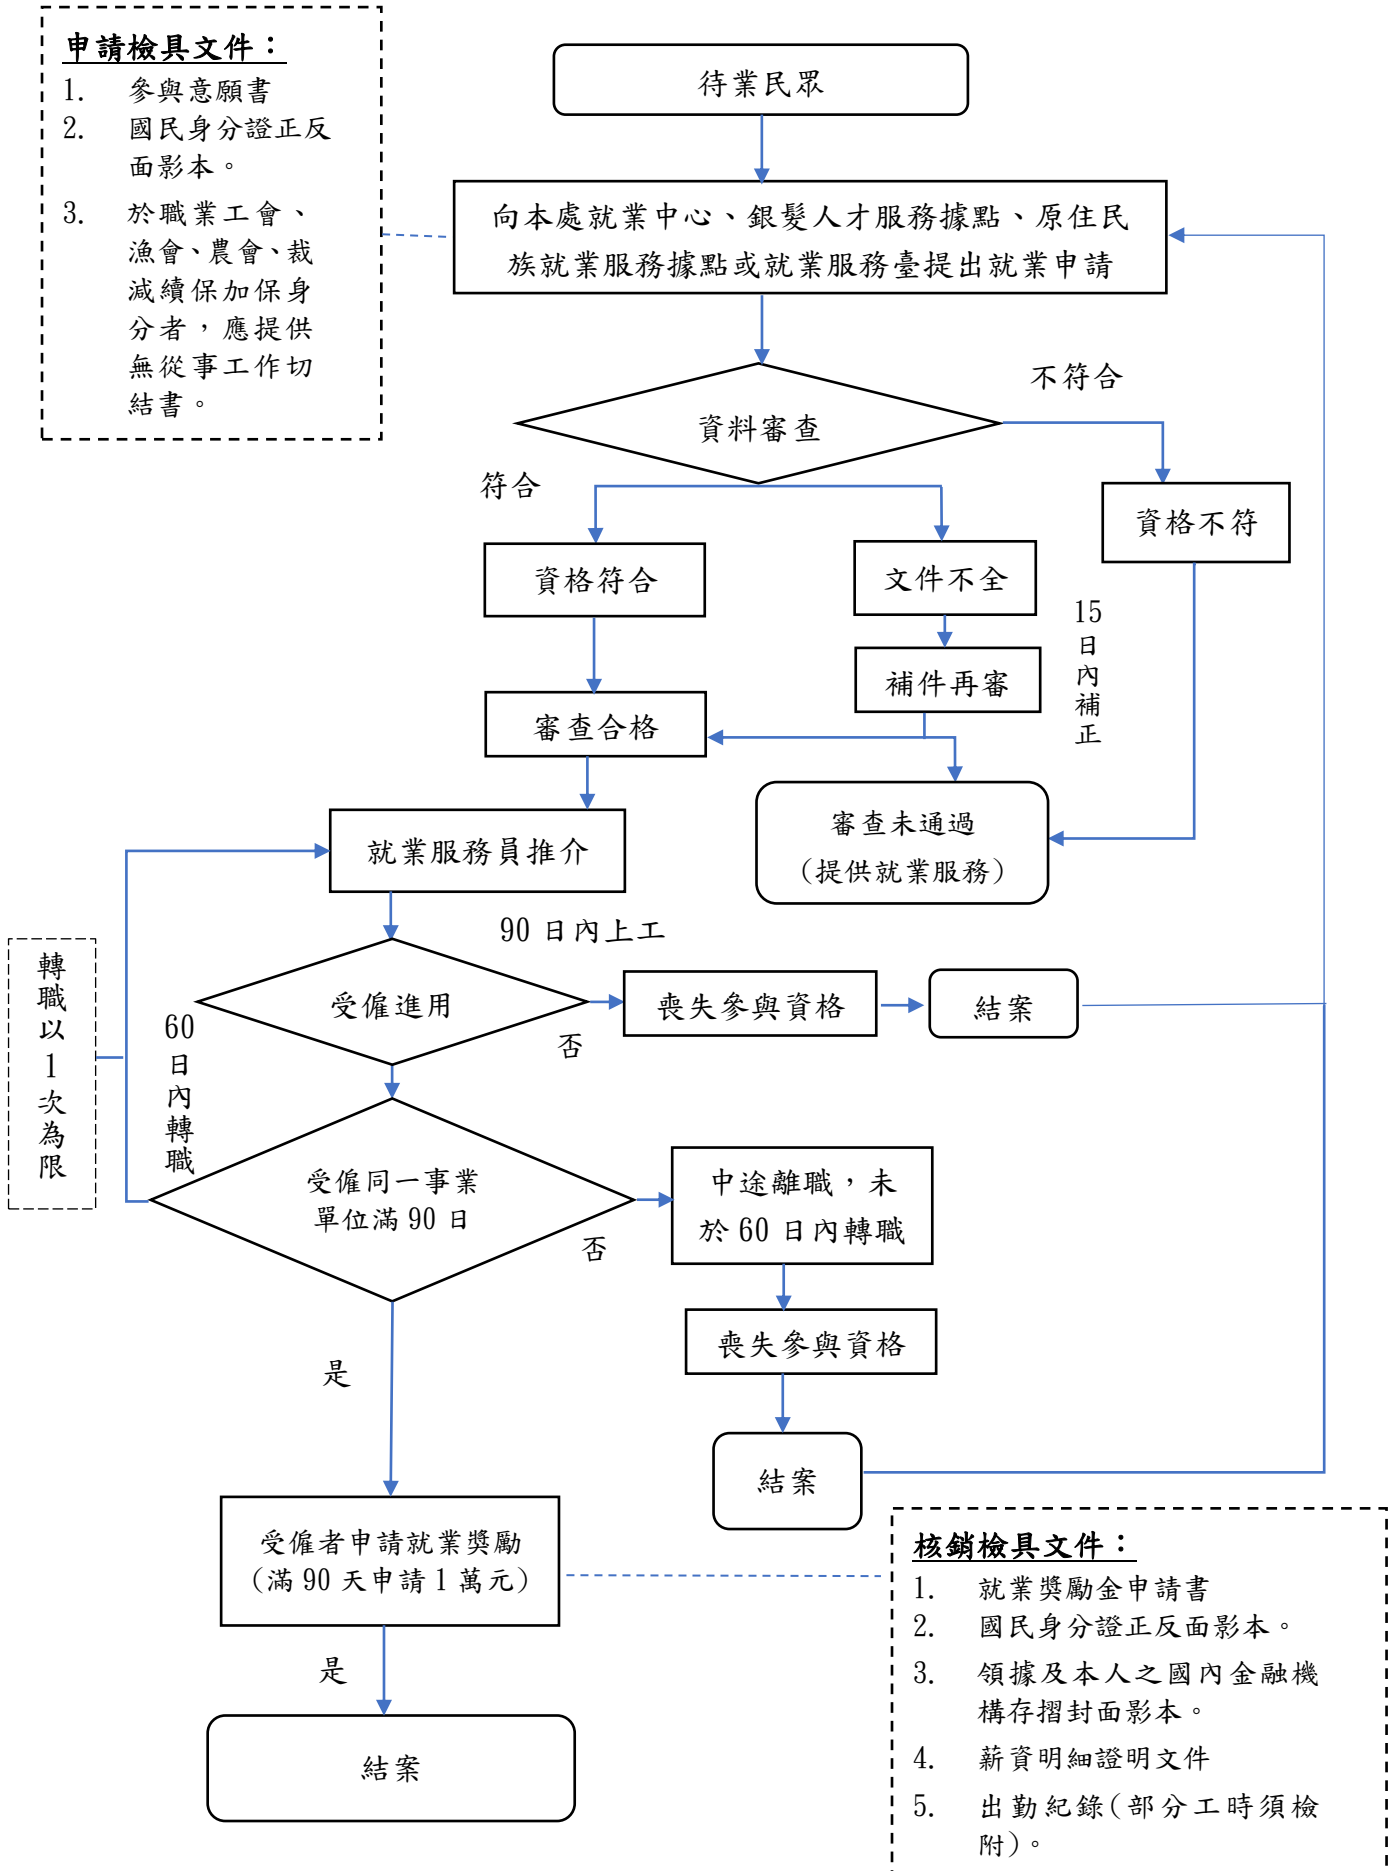 申請檢具文件：
1. 參與意願書
2. 國民身分證正反
面影本。
3. 於職業工會、
漁會、農會、裁
減續保加保身
分者，應提供
無從事工作切
結書。
待業民眾
向本處就業中心、銀髮人才服務據點、原住民
族就業服務據點或就業服務臺提出就業申請
資料審查
不符合
符合
資格不符
資格符合
文件不全
15
日
內
補
正
補件再審
審查合格
審查未通過
(提供就業服務)
就業服務員推介
90 日內上工
轉
職
以
1
次
為
限
60
日
內
轉
職
受僱進用
否
喪失參與資格
結案
受僱同一事業
單位滿 90 日
否
中途離職，未
於 60 日內轉職
喪失參與資格
結案
是
受僱者申請就業獎勵
(滿 90 天申請 1 萬元)
是
結案
核銷檢具文件：
1. 就業獎勵金申請書
2. 國民身分證正反面影本。
3. 領據及本人之國內金融機
構存摺封面影本。
4. 薪資明細證明文件
5. 出勤紀錄(部分工時須檢
附)。